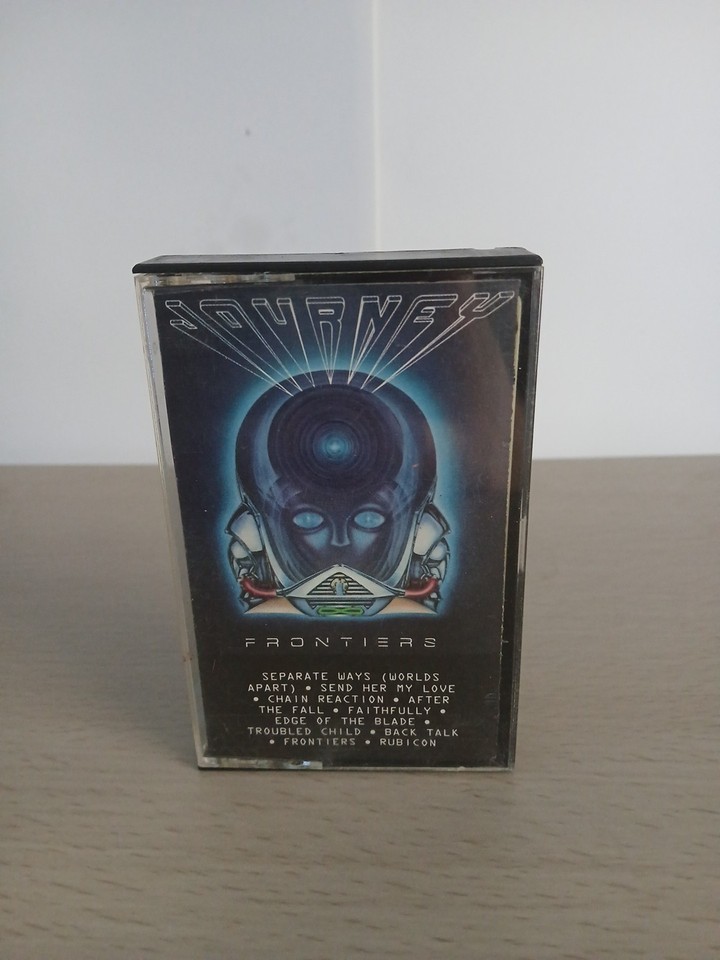 JOURNEY
FRONTIERS
SEPARATE WAYS (WORLDS
APART) • SEND HER MY LOVE
• CHAIN REACTION • AFTER
THE FALL • FAITHFULLY •
EDGE OF THE BLADE •
TROUBLED CHILD • BACK TALK
• FRONTIERS • RUBICON